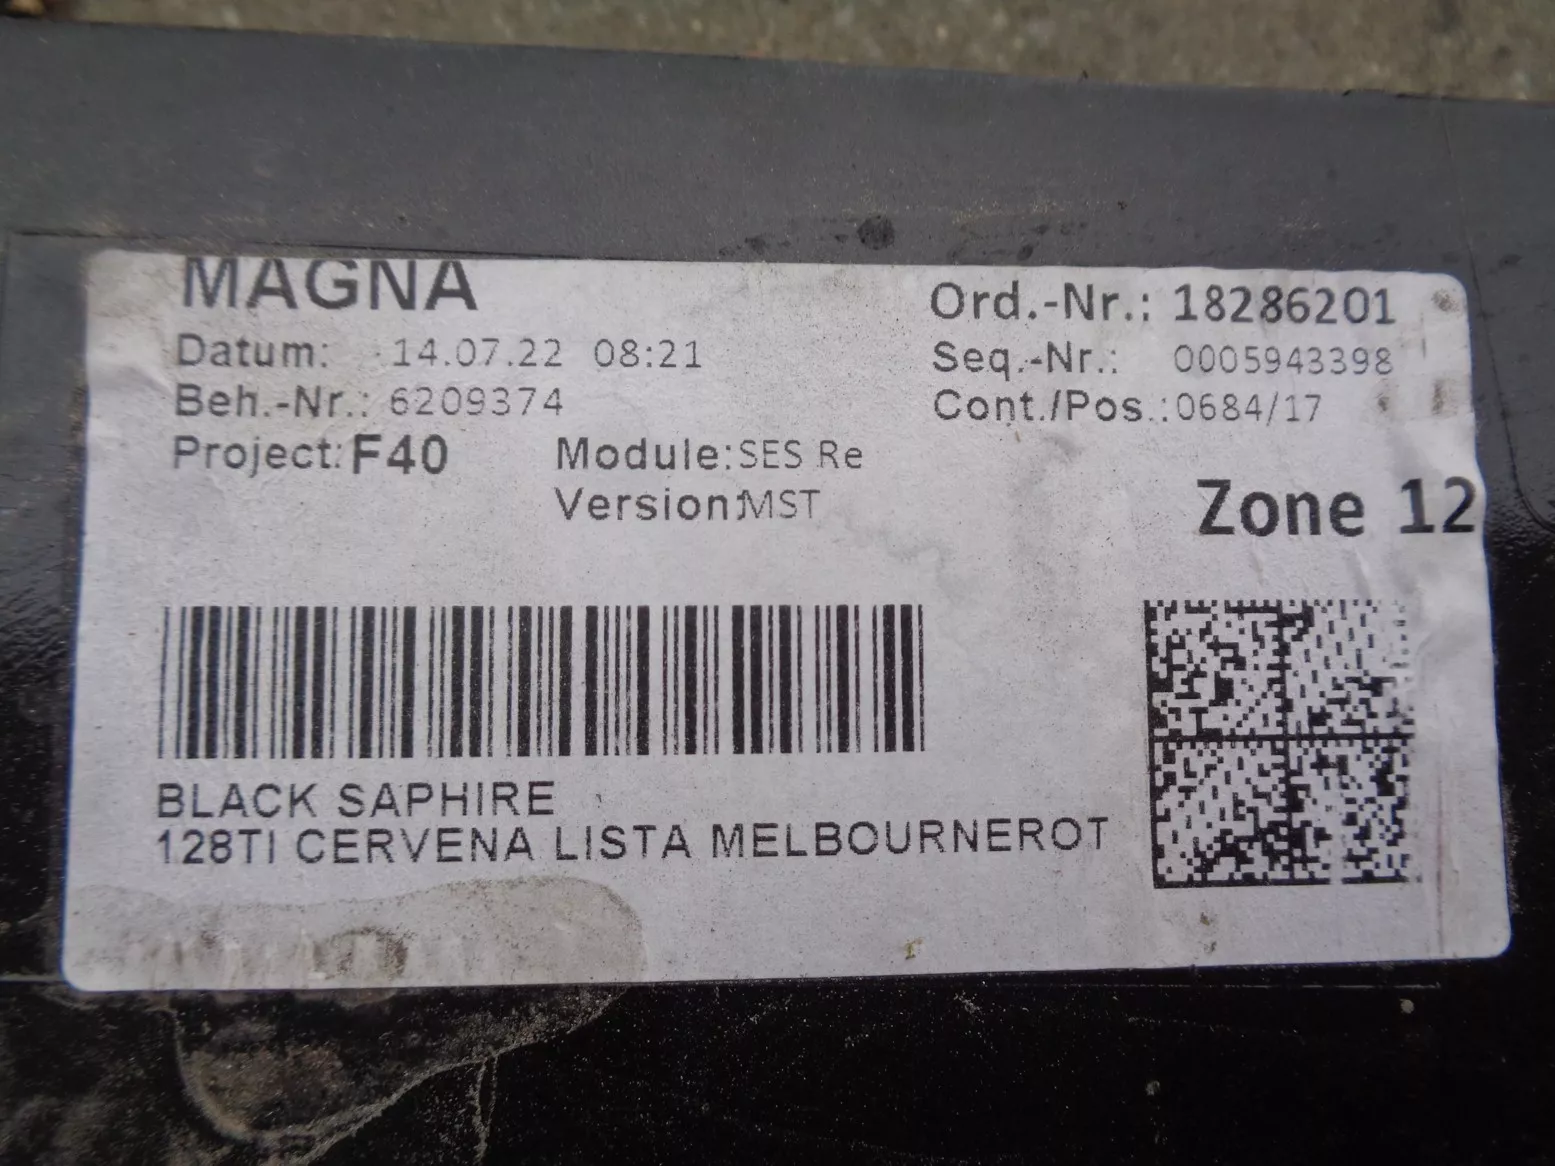 MAGNA
Ord.-Nr.: 18286201
Datum: 14.07.22 08:21
Seq.-Nr.: 0005943398
Beh.-Nr.: 6209374
Cont./Pos.:0684/17
Project: F40 Module: SES Re
Version:MST
Zone 12
BLACK SAPHIRE
128TI CERVENA LISTA MELBOURNEROT